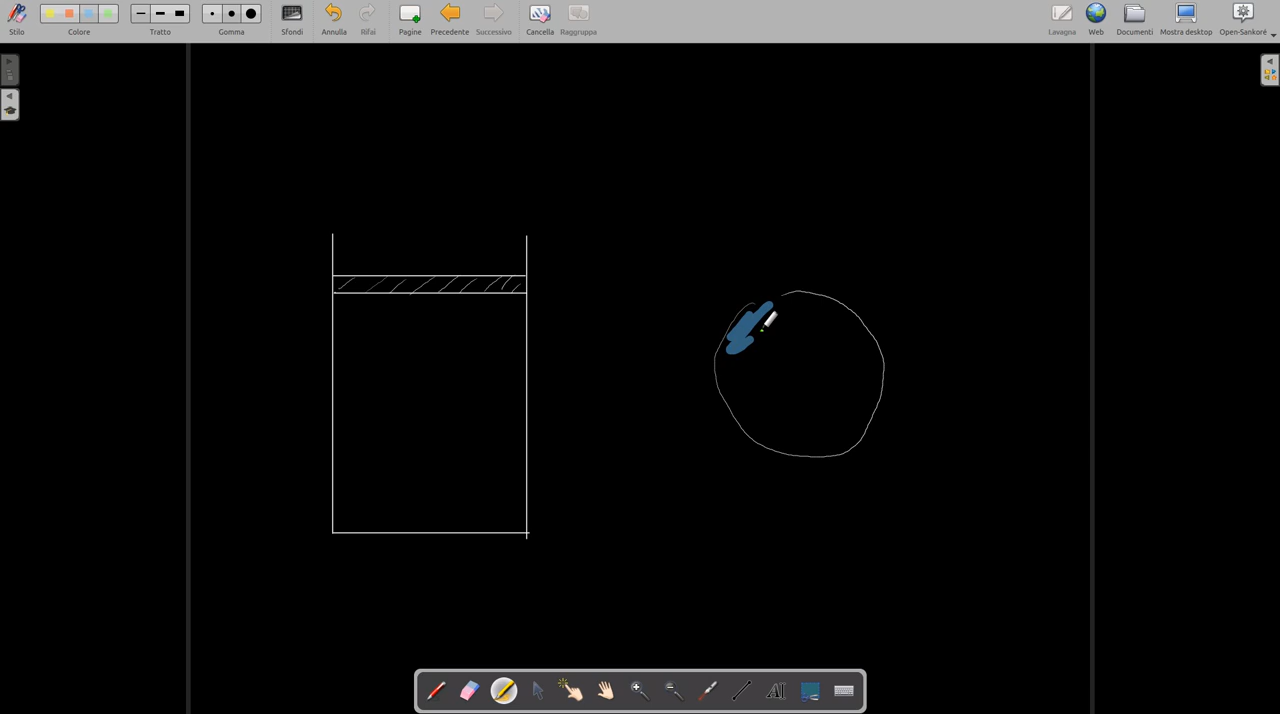 Stilo Colore Tratto Gomma Sfondi Annulla Rifai Pagine Precedente Successivo Cancella Raggruppa Lavagna Web Documenti Mostra desktop Open-Sankoré
AI